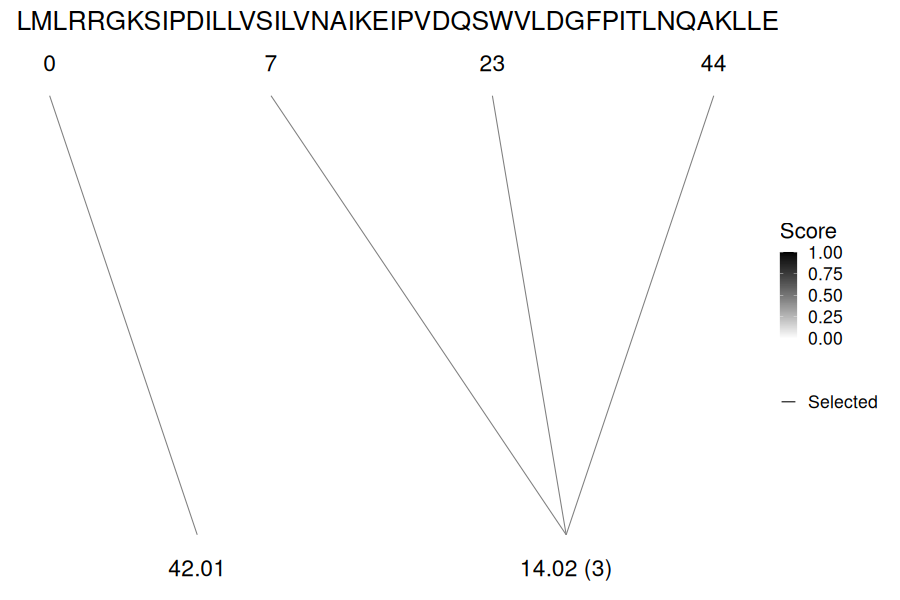 LMLRRGKSIPDILLVSILVNAIKEIPVDQSWVLDGFPITLNQAKLLE
0 7 23 44
Score
1.00
0.75
0.50
0.25
0.00
Selected
42.01 14.02 (3)